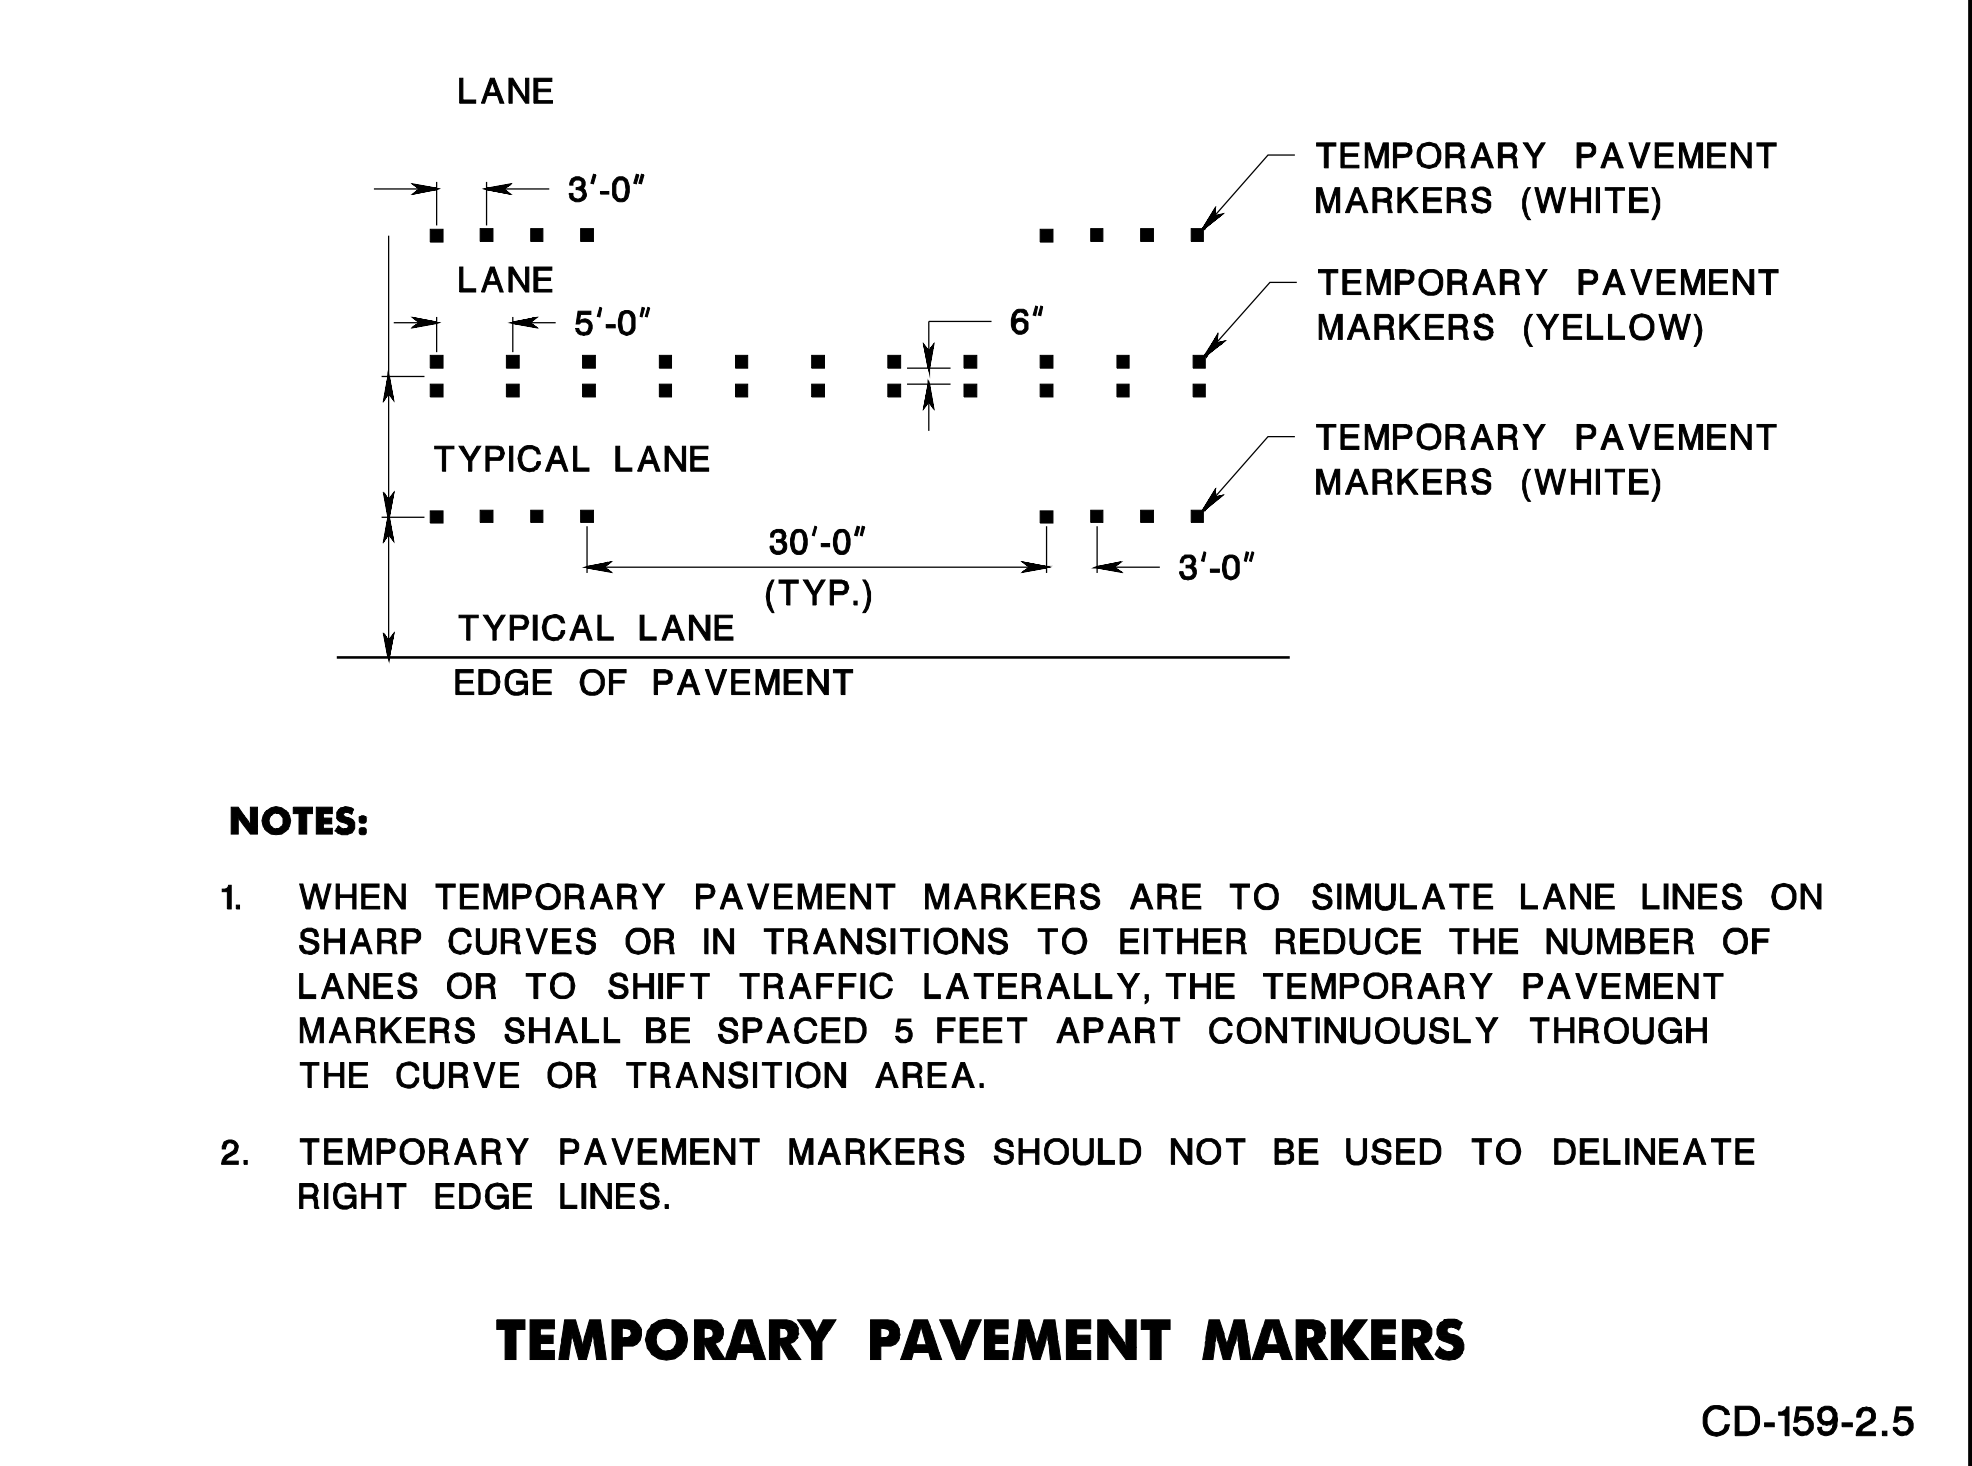 LANE
3'-0"
TEMPORARY PAVEMENT
MARKERS (WHITE)
LANE
5'-0"
6"
TEMPORARY PAVEMENT
MARKERS (YELLOW)
TYPICAL LANE
TEMPORARY PAVEMENT
MARKERS (WHITE)
30'-0"
(TYP.)
3'-0"
TYPICAL LANE
EDGE OF PAVEMENT
NOTES:
1. WHEN TEMPORARY PAVEMENT MARKERS ARE TO SIMULATE LANE LINES ON
SHARP CURVES OR IN TRANSITIONS TO EITHER REDUCE THE NUMBER OF
LANES OR TO SHIFT TRAFFIC LATERALLY, THE TEMPORARY PAVEMENT
MARKERS SHALL BE SPACED 5 FEET APART CONTINUOUSLY THROUGH
THE CURVE OR TRANSITION AREA.
2. TEMPORARY PAVEMENT MARKERS SHOULD NOT BE USED TO DELINEATE
RIGHT EDGE LINES.
TEMPORARY PAVEMENT MARKERS
CD-159-2.5